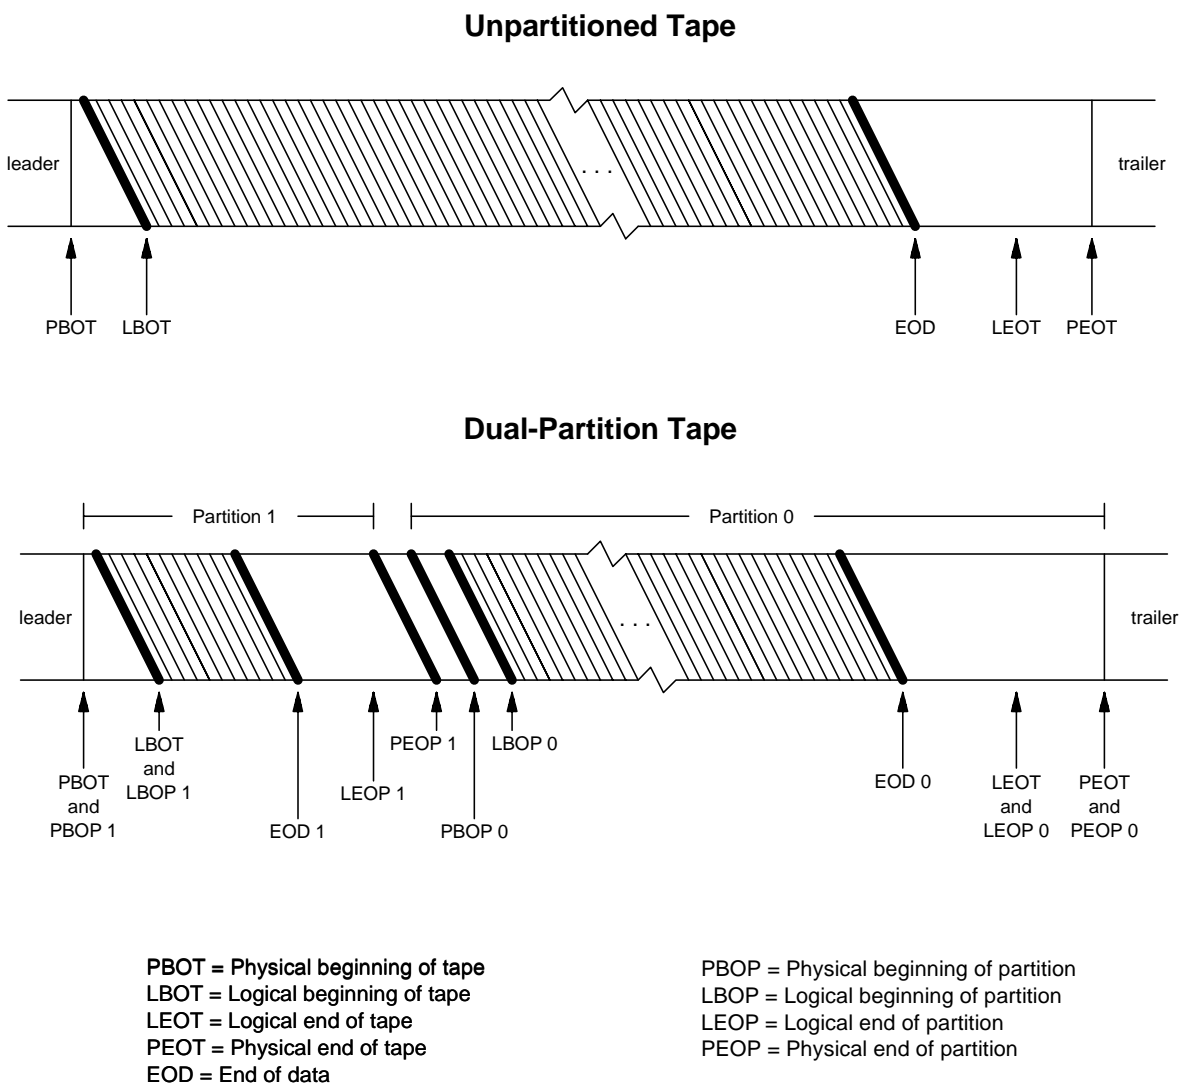 Unpartitioned Tape
leader
. . .
trailer
PBOT LBOT EOD LEOT PEOT
Dual-Partition Tape
Partition 1 Partition 0
leader
. . .
trailer
PBOT
and
PBOP 1
LBOT
and
LBOP 1
EOD 1
LEOP 1
PEOP 1
PBOP 0
LBOP 0
EOD 0
LEOT
and
LEOP 0
PEOT
and
PEOP 0
PBOT = Physical beginning of tape
LBOT = Logical beginning of tape
LEOT = Logical end of tape
PEOT = Physical end of tape
EOD = End of data
PBOP = Physical beginning of partition
LBOP = Logical beginning of partition
LEOP = Logical end of partition
PEOP = Physical end of partition